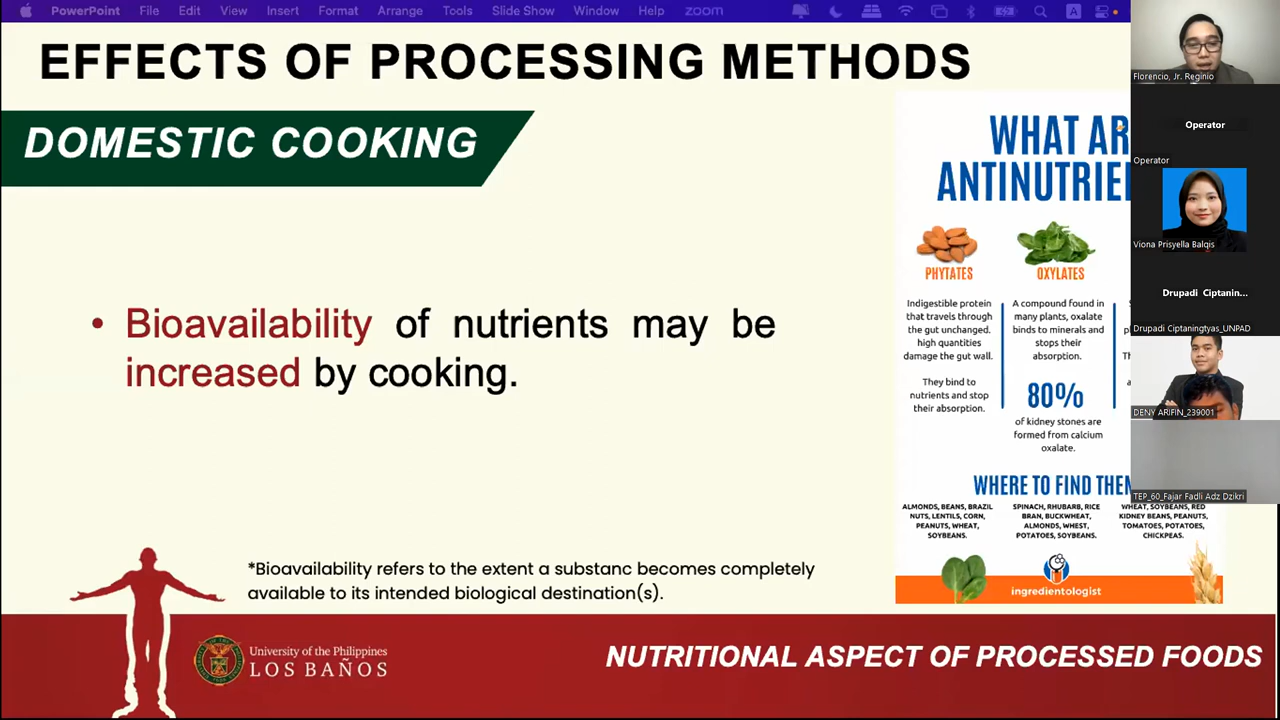 PowerPoint File Edit View Insert Format Arrange Tools Slide Show Window Help zoom
EFFECTS OF PROCESSING METHODS
DOMESTIC COOKING
• Bioavailability of nutrients may be
increased by cooking.
*Bioavailability refers to the extent a substanc becomes completely
available to its intended biological destination(s).
WHAT AR
ANTINUTRIE
PHYTATES
Indigestible protein
that travels through
the gut unchanged.
high quantities
damage the gut wall.
They bind to
nutrients and stop
their absorption.
OXYLATES
A compound found in
many plants, oxalate
binds to minerals and
stops their
absorption.
80%
of kidney stones are
formed from calcium
oxalate.
WHERE TO FIND THEM
ALMONDS, BEANS, BRAZIL
NUTS, LENTILS, CORN,
PEANUTS, WHEAT,
SOYBEANS.
SPINACH, RHUBARB, RICE
BRAN, BUCKWHEAT,
ALMONDS, WHEST,
POTATOES, SOYBEANS.
WHEAT, SOYBEANS, RED
KIDNEY BEANS, PEANUTS,
TOMATOES, POTATOES,
CHICKPEAS.
ingredientologist
University of the Philippines
LOS BAÑOS
NUTRITIONAL ASPECT OF PROCESSED FOODS
Florencio, Jr. Reginio
Operator
Operator
Viona Prisyella Balqis
Drupadi Ciptanin...
Drupadi Ciptaningtyas_UNPAD
DENY ARIFIN_239001
TEP_60_Fajar Fadli Adz Dzikri